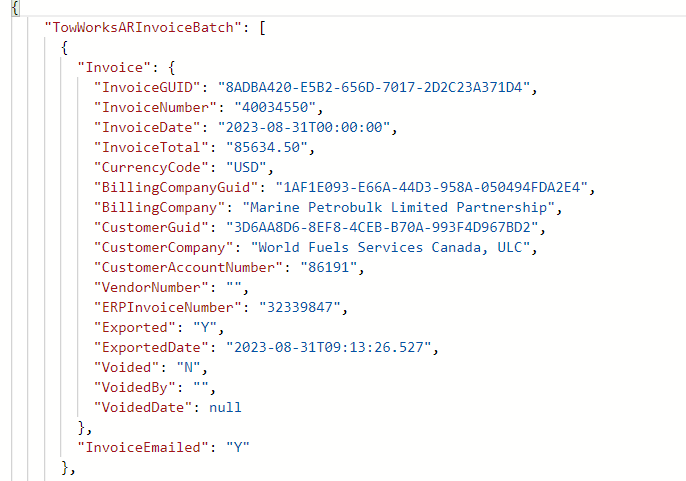 {
"TowWorksARInvoiceBatch": [
{
"Invoice": {
"InvoiceGUID": "8ADBA420-E5B2-656D-7017-2D2C23A371D4",
"InvoiceNumber": "40034550",
"InvoiceDate": "2023-08-31T00:00:00",
"InvoiceTotal": "85634.50",
"CurrencyCode": "USD",
"BillingCompanyGuid": "1AF1E093-E66A-44D3-958A-050494FDA2E4",
"BillingCompany": "Marine Petrobulk Limited Partnership",
"CustomerGuid": "3D6AA8D6-8EF8-4CEB-B70A-993F4D967BD2",
"CustomerCompany": "World Fuels Services Canada, ULC",
"CustomerAccountNumber": "86191",
"VendorNumber": "",
"ERPInvoiceNumber": "32339847",
"Exported": "Y",
"ExportedDate": "2023-08-31T09:13:26.527",
"Voided": "N",
"VoidedBy": "",
"VoidedDate": null
},
"InvoiceEmailed": "Y"
},